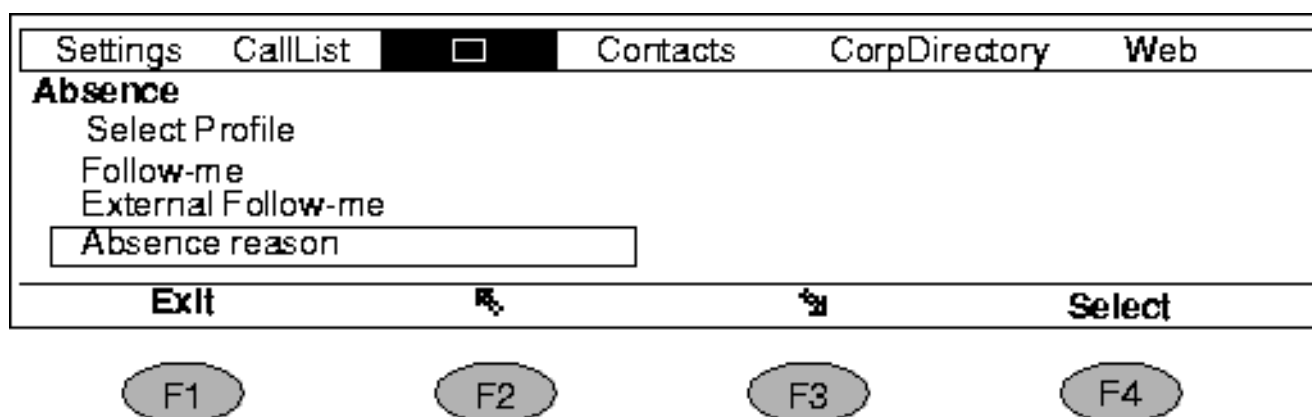 Settings CallList Contacts CorpDirectory Web
Absence
Select Profile
Follow-me
External Follow-me
Absence reason
Exit Select
F1 F2 F3 F4